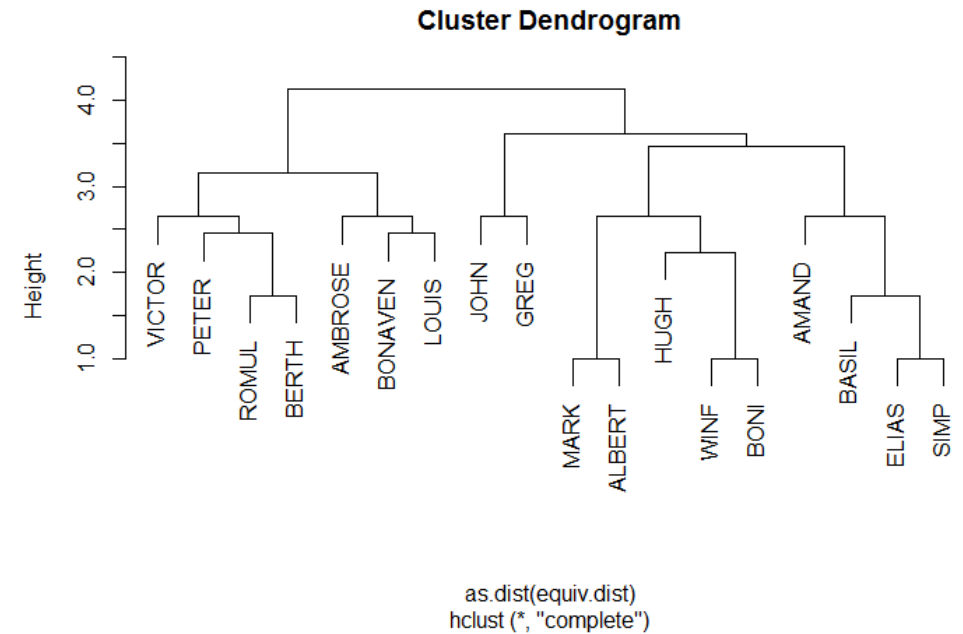 Cluster Dendrogram
Height
4.0
3.0
2.0
1.0
VICTOR
PETER
ROMUL
BERTH
AMBROSE
BONAVEN
LOUIS
JOHN
GREG
MARK
ALBERT
HUGH
WINF
BONI
AMAND
BASIL
ELIAS
SIMP
as.dist(equiv.dist)
hclust (*, "complete")